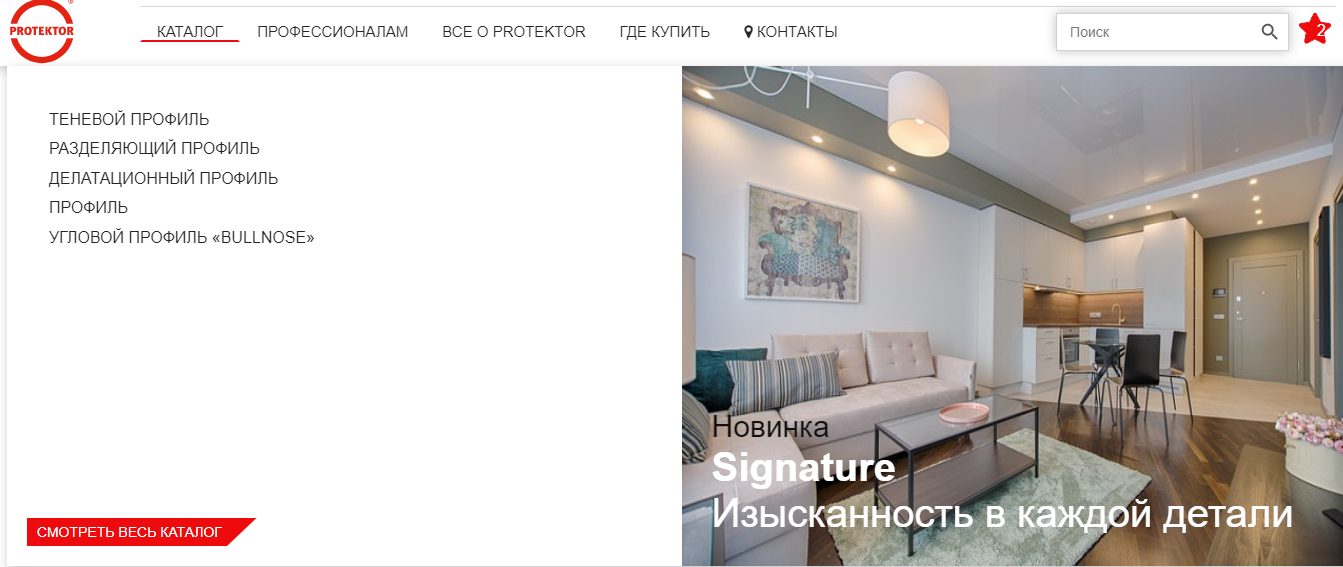 PROTEKTOR
КАТАЛОГ
ПРОФЕССИОНАЛАМ
ВСЕ О PROTEKTOR
ГДЕ КУПИТЬ
КОНТАКТЫ
Поиск
2
ТЕНЕВОЙ ПРОФИЛЬ
РАЗДЕЛЯЮЩИЙ ПРОФИЛЬ
ДЕЛАТАЦИОННЫЙ ПРОФИЛЬ
ПРОФИЛЬ
УГЛОВОЙ ПРОФИЛЬ «BULLNOSE»
СМОТРЕТЬ ВЕСЬ КАТАЛОГ
Новинка
Signature
Изысканность в каждой детали